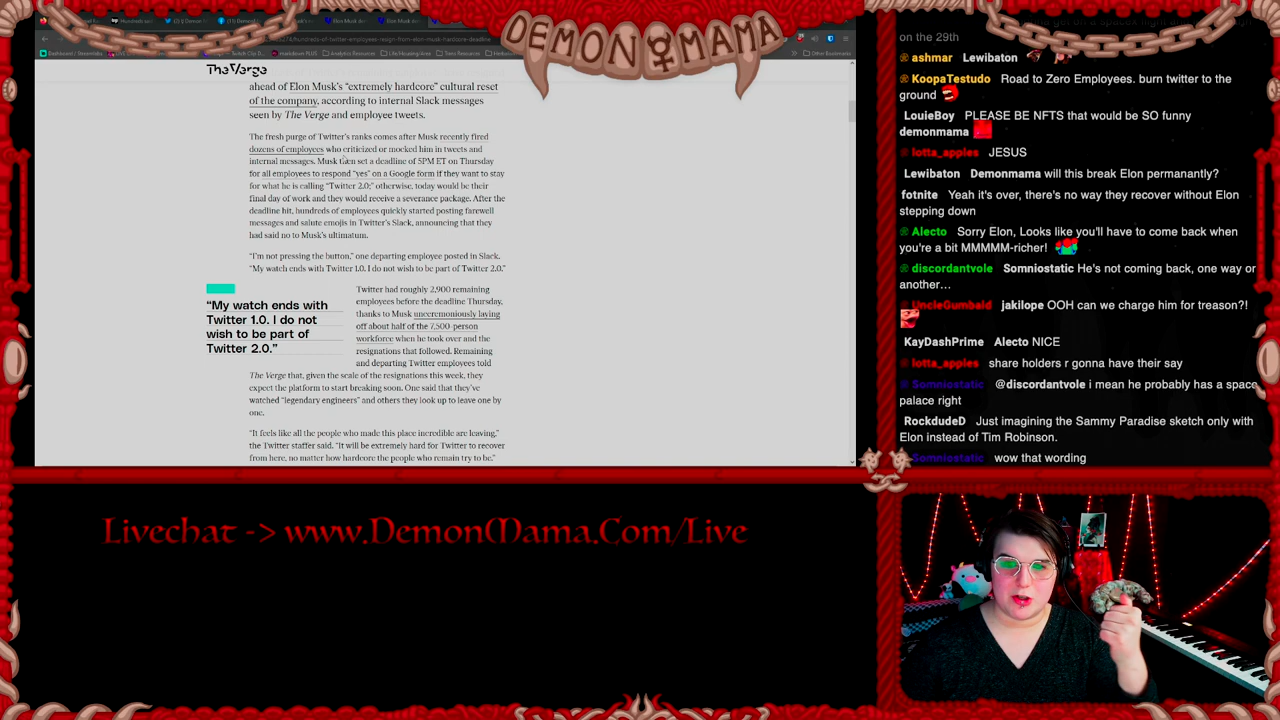 DEMON MAMA
Dashboard / Streamlabs
Analytics Resources
Other Bookmarks
hundreds-of-twitter-employees-resign-from-elon-musk-hardcore-deadline
The Verge
ahead of Elon Musk's “extremely hardcore” cultural reset
of the company, according to internal Slack messages
seen by The Verge and employee tweets.
The fresh purge of Twitter's ranks comes after Musk recently fired
dozens of employees who criticized or mocked him in tweets and
internal messages. Musk then set a deadline of 5PM ET on Thursday
for all employees to respond “yes” on a Google form if they want to stay
for what he is calling “Twitter 2.0;” otherwise, today would be their
final day of work and they would receive a severance package. After the
deadline hit, hundreds of employees quickly started posting farewell
messages and salute emojis in Twitter's Slack, announcing that they
had said no to Musk's ultimatum.
“I'm not pressing the button,” one departing employee posted in Slack.
“My watch ends with Twitter 1.0. I do not wish to be part of Twitter 2.0.”
“My watch ends with
Twitter 1.0. I do not
wish to be part of
Twitter 2.0.”
Twitter had roughly 2,900 remaining
employees before the deadline Thursday,
thanks to Musk unceremoniously laying
off about half of the 7,500-person
workforce when he took over and the
resignations that followed. Remaining
and departing Twitter employees told
The Verge that, given the scale of the resignations this week, they
expect the platform to start breaking soon. One said that they've
watched “legendary engineers” and others they look up to leave one by
one.
“It feels like all the people who made this place incredible are leaving,”
the Twitter staffer said. “It will be extremely hard for Twitter to recover
from here, no matter how hardcore the people who remain try to be.”
on the 29th
ashmar Lewibaton
KoopaTestudo Road to Zero Employees. burn twitter to the
ground
LouieBoy PLEASE BE NFTS that would be SO funny
demonmama
lotta_apples JESUS
Lewibaton Demonmama will this break Elon permanantly?
fotnite Yeah it's over, there's no way they recover without Elon
stepping down
Alecto Sorry Elon, Looks like you'll have to come back when
you're a bit MMMMM-richer!
discordantvole Somniostatic He's not coming back, one way or
another…
UncleGumbald jakilope OOH can we charge him for treason?!
KayDashPrime Alecto NICE
lotta_apples share holders r gonna have their say
Somniostatic @discordantvole i mean he probably has a space
palace right
RockdudeD Just imagining the Sammy Paradise sketch only with
Elon instead of Tim Robinson.
Somniostatic wow that wording
Livechat -> www.DemonMama.Com/Live